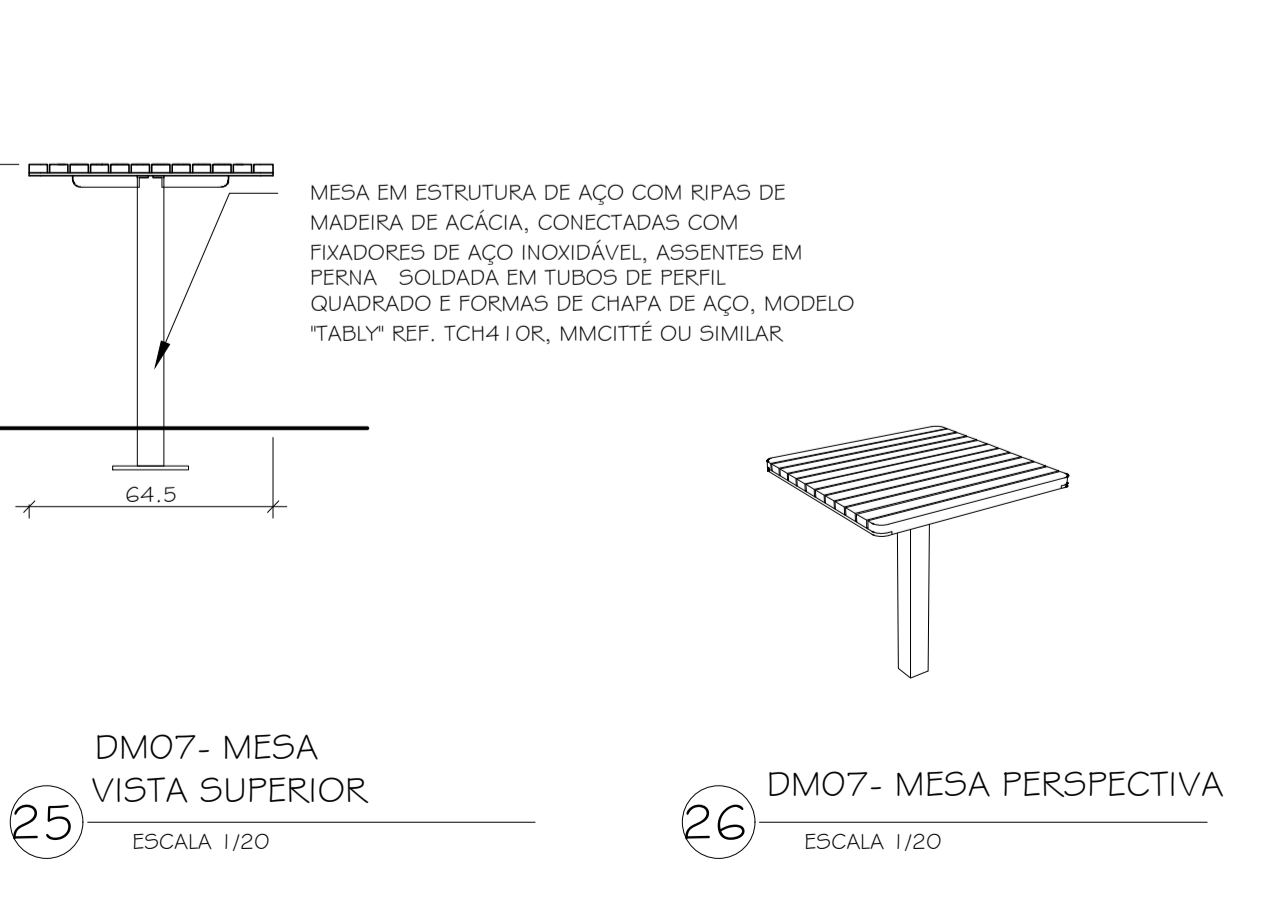 MESA EM ESTRUTURA DE AÇO COM RIPAS DE
MADEIRA DE ACÁCIA, CONECTADAS COM
FIXADORES DE AÇO INOXIDÁVEL, ASSENTES EM
PERNA SOLDADA EM TUBOS DE PERFIL
QUADRADO E FORMAS DE CHAPA DE AÇO, MODELO
"TABLY" REF. TCH410R, MMCITTÉ OU SIMILAR
64.5
DM07- MESA
VISTA SUPERIOR
25
ESCALA 1/20
DM07- MESA PERSPECTIVA
26
ESCALA 1/20